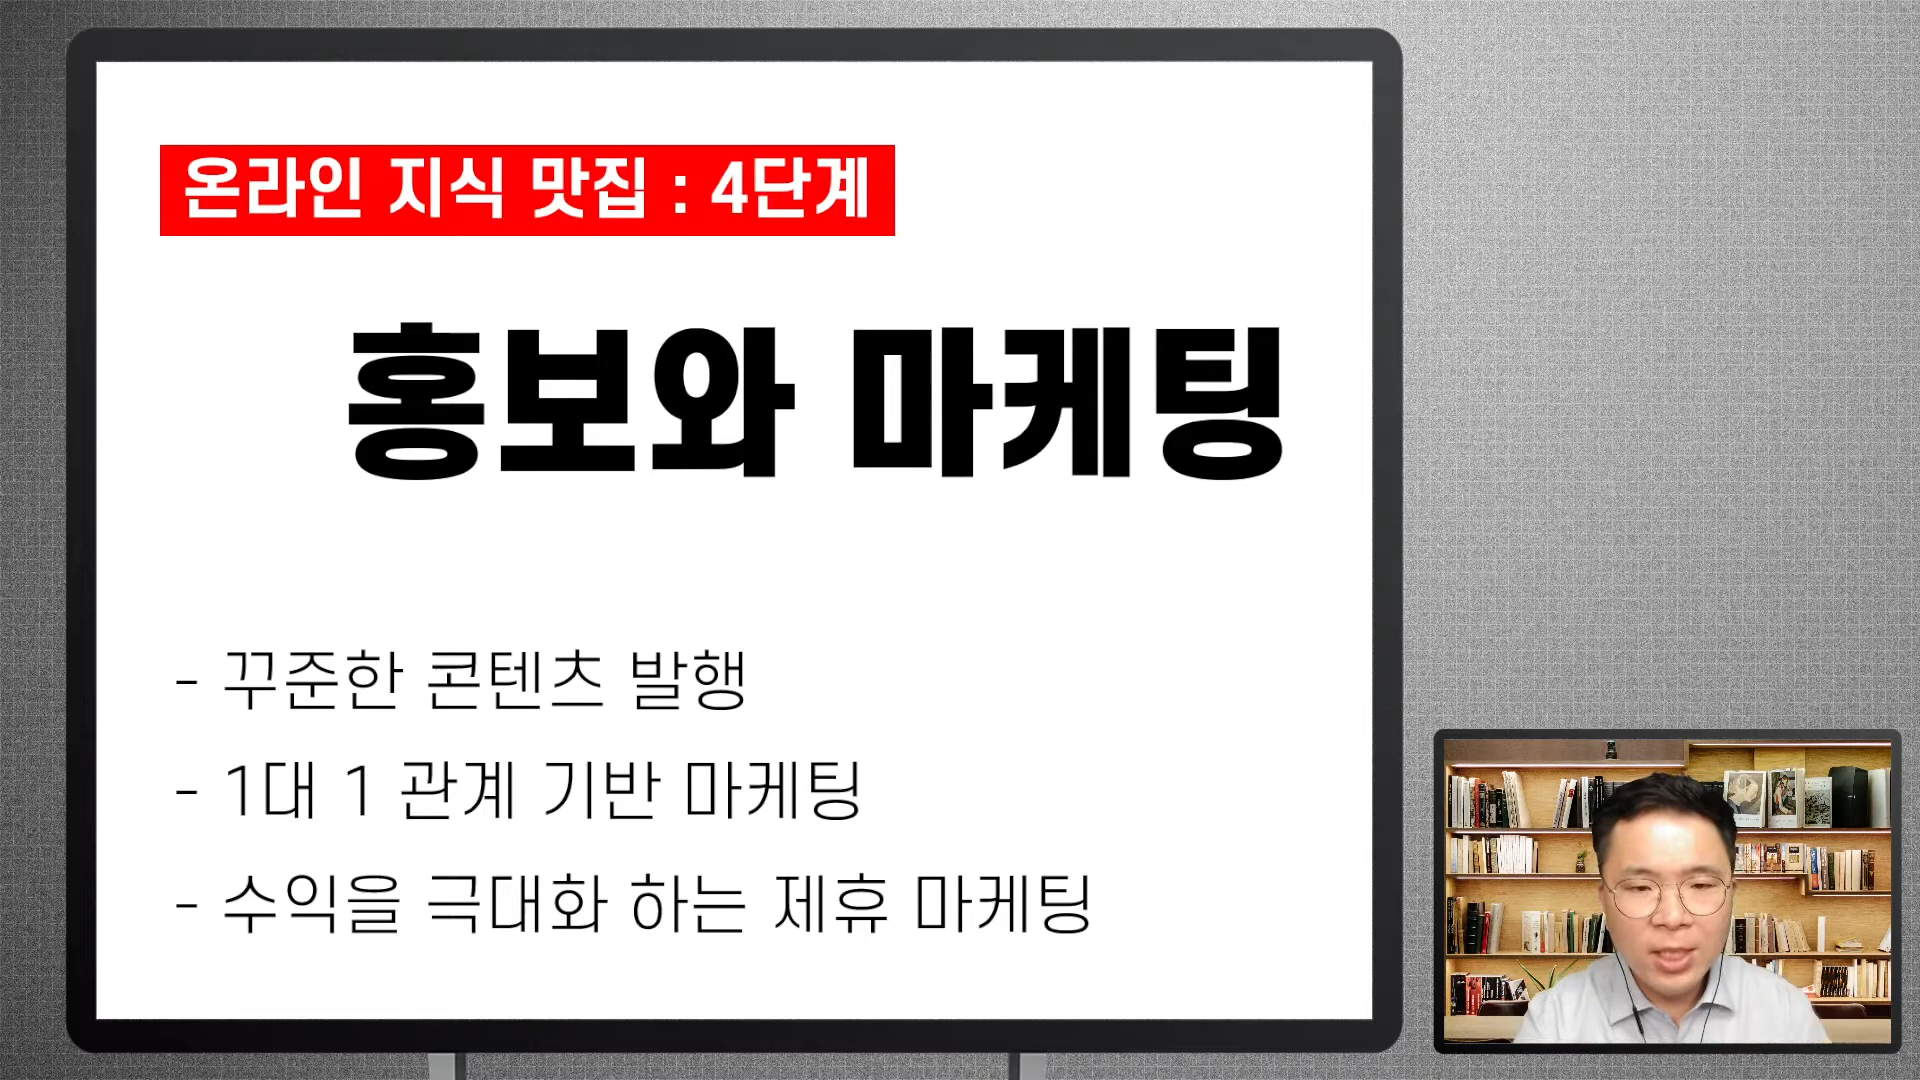 온라인 지식 맛집 : 4단계
홍보와 마케팅
- 꾸준한 콘텐츠 발행
- 1대 1 관계 기반 마케팅
- 수익을 극대화 하는 제휴 마케팅